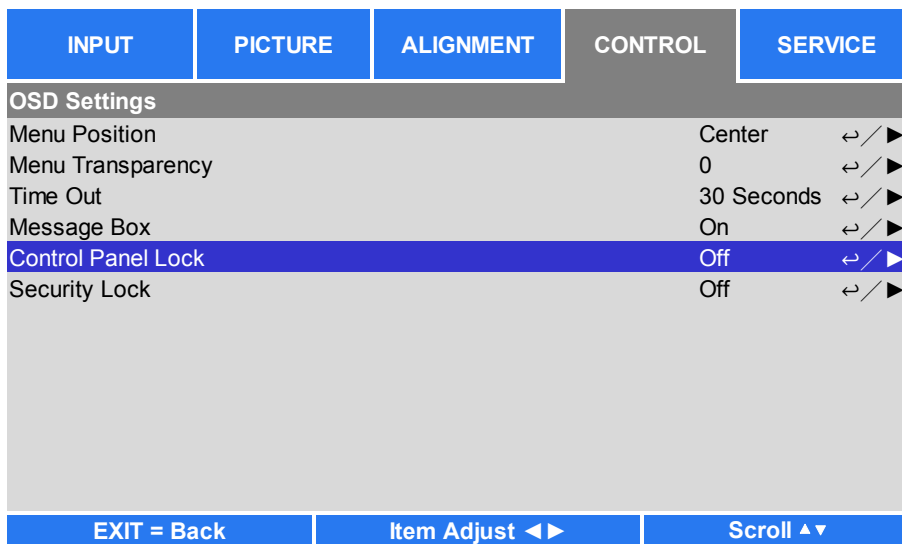 INPUT PICTURE ALIGNMENT CONTROL SERVICE
OSD Settings
Menu Position Center ↩/►
Menu Transparency 0 ↩/►
Time Out 30 Seconds ↩/►
Message Box On ↩/►
Control Panel Lock Off ↩/►
Security Lock Off ↩/►
EXIT = Back Item Adjust ◄► Scroll ▲▼